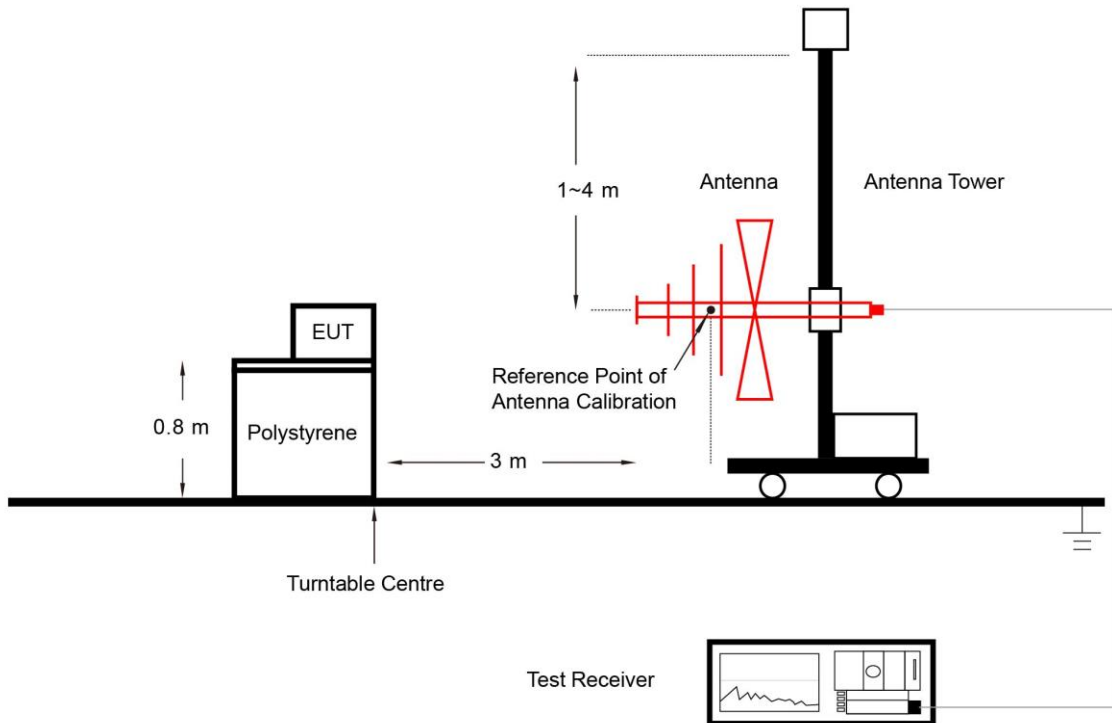 1~4 m
Antenna
Antenna Tower
EUT
Reference Point of
Antenna Calibration
0.8 m
Polystyrene
3 m
Turntable Centre
Test Receiver